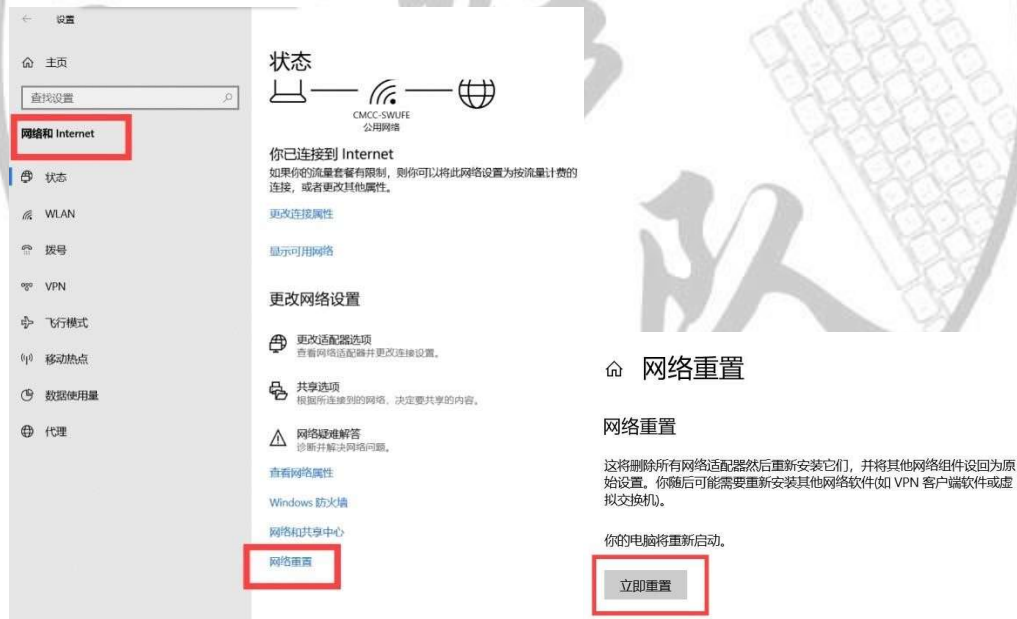 设置
主页
查找设置
网络和 Internet
状态
WLAN
拨号
VPN
飞行模式
移动热点
数据使用量
代理
状态
CMCC-SWUFE
公用网络
你已连接到 Internet
如果你的流量套餐有限制，则你可以将此网络设置为按流量计费的
连接，或者更改其他属性。
更改连接属性
显示可用网络
更改网络设置
更改适配器选项
查看网络适配器并更改连接设置。
共享选项
根据所连接到的网络，决定要共享的内容。
网络疑难解答
诊断并解决网络问题。
查看网络属性
Windows 防火墙
网络和共享中心
网络重置
队
网络重置
网络重置
这将删除所有网络适配器然后重新安装它们，并将其他网络组件设回为原
始设置。你随后可能需要重新安装其他网络软件(如 VPN 客户端软件或虚
拟交换机)。
你的电脑将重新启动。
立即重置